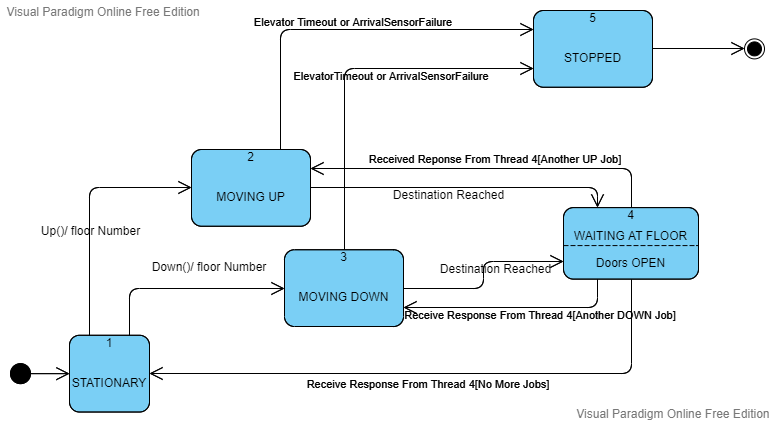 Visual Paradigm Online Free Edition
Elevator Timeout or ArrivalSensorFailure
5
STOPPED
ElevatorTimeout or ArrivalSensorFailure
2
MOVING UP
Received Reponse From Thread 4[Another UP Job]
Destination Reached
4
WAITING AT FLOOR
Doors OPEN
Up()/ floor Number
3
MOVING DOWN
Down()/ floor Number
Destination Reached
Receive Response From Thread 4[Another DOWN Job]
1
STATIONARY
Receive Response From Thread 4[No More Jobs]
Visual Paradigm Online Free Edition